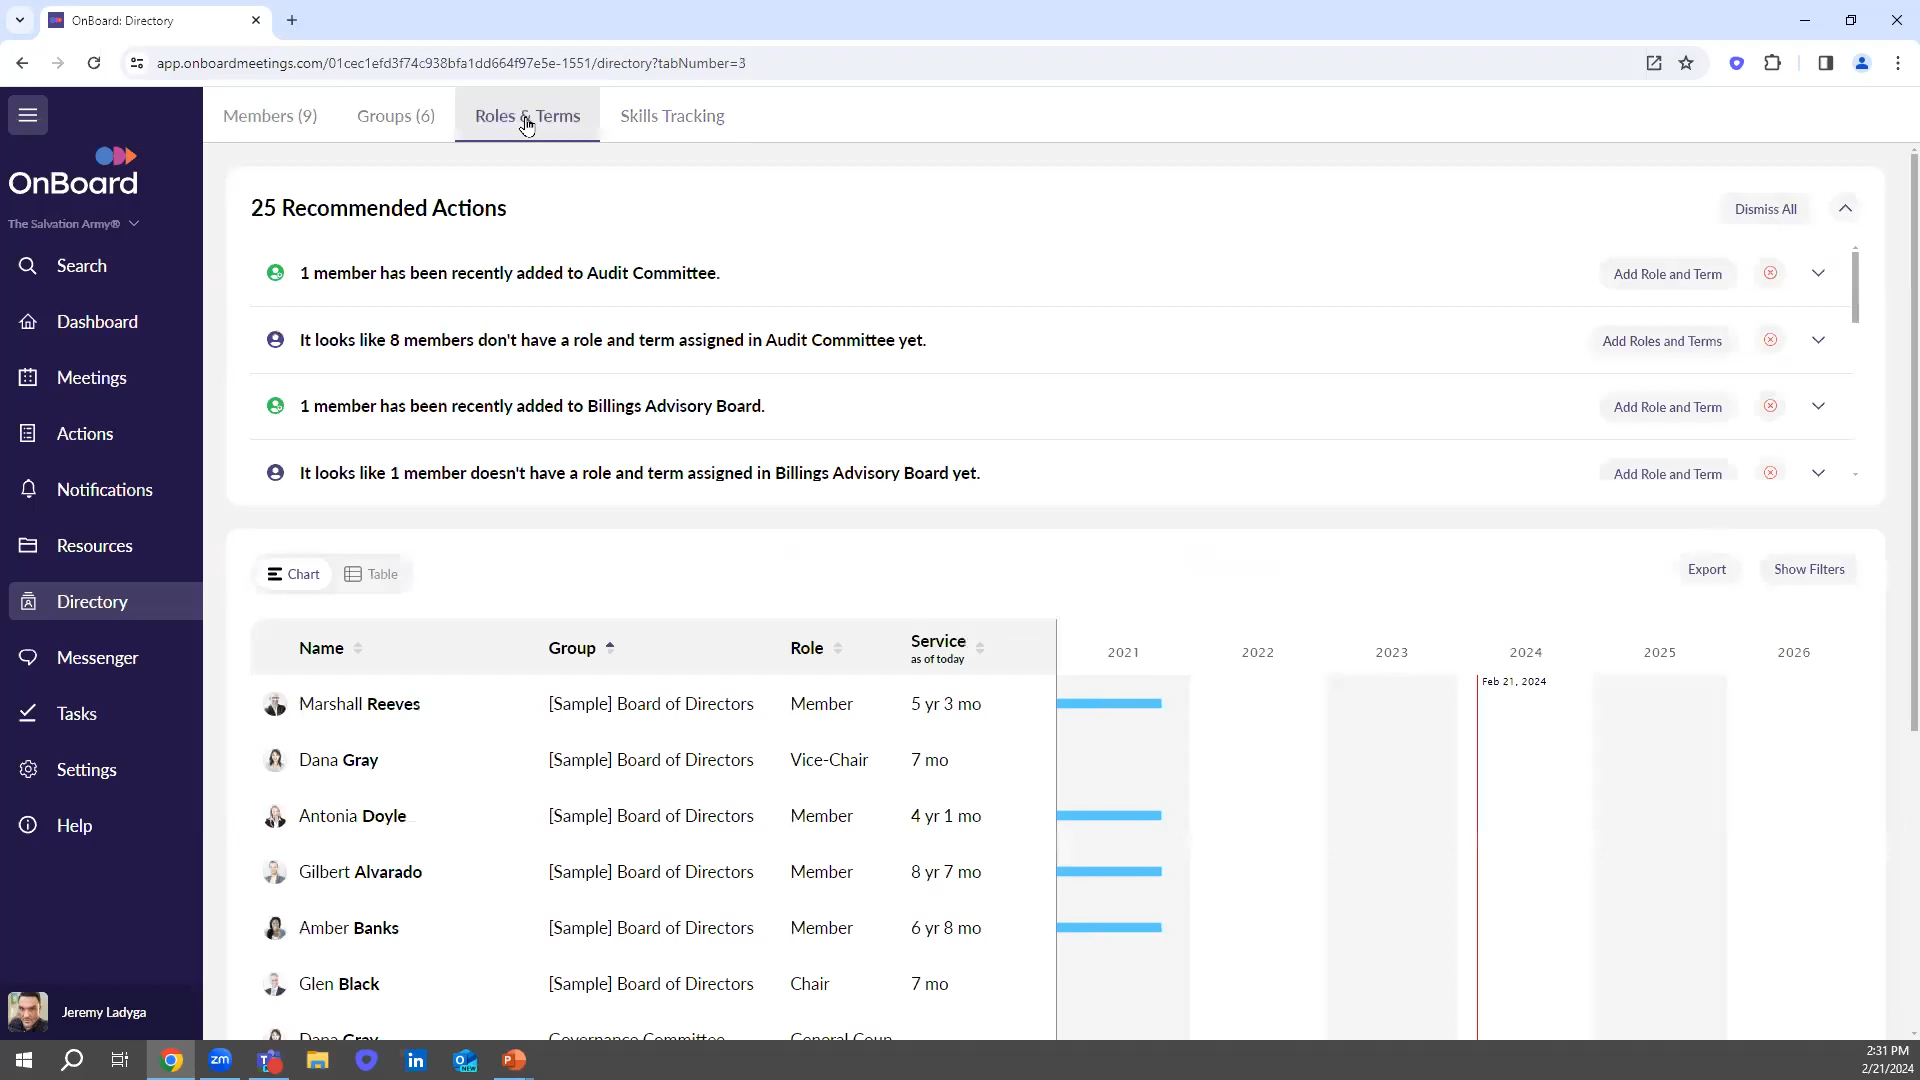 OnBoard: Directory
app.onboardmeetings.com/01cec1efd3f74c938bfa1dd664f97e5e-1551/directory?tabNumber=3
OnBoard
The Salvation Army®
Search
Dashboard
Meetings
Actions
Notifications
Resources
Directory
Messenger
Tasks
Settings
Help
Jeremy Ladyga
Members (9) Groups (6) Roles & Terms Skills Tracking
25 Recommended Actions Dismiss All
1 member has been recently added to Audit Committee. Add Role and Term
It looks like 8 members don't have a role and term assigned in Audit Committee yet. Add Roles and Terms
1 member has been recently added to Billings Advisory Board. Add Role and Term
It looks like 1 member doesn't have a role and term assigned in Billings Advisory Board yet. Add Role and Term
Chart Table Export Show Filters
Name Group Role Service as of today 2021 2022 2023 2024 2025 2026
Feb 21, 2024
Marshall Reeves [Sample] Board of Directors Member 5 yr 3 mo
Dana Gray [Sample] Board of Directors Vice-Chair 7 mo
Antonia Doyle [Sample] Board of Directors Member 4 yr 1 mo
Gilbert Alvarado [Sample] Board of Directors Member 8 yr 7 mo
Amber Banks [Sample] Board of Directors Member 6 yr 8 mo
Glen Black [Sample] Board of Directors Chair 7 mo
Dana Gray Governance Committee General Coun
zm
in
NEW
2:31 PM
2/21/2024